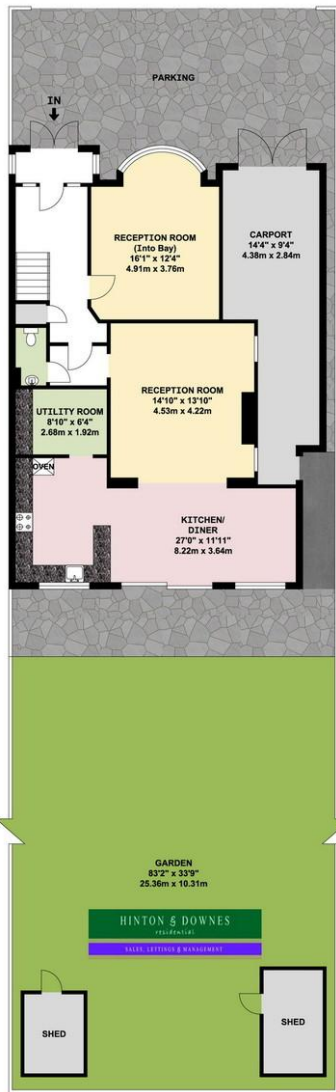 PARKING
IN
RECEPTION ROOM
(Into Bay)
16'1" x 12'4"
4.91m x 3.76m
CARPORT
14'4" x 9'4"
4.38m x 2.84m
RECEPTION ROOM
14'10" x 13'10"
4.53m x 4.22m
UTILITY ROOM
8'10" x 6'4"
2.68m x 1.92m
OVEN
KITCHEN/
DINER
27'0" x 11'11"
8.22m x 3.64m
GARDEN
83'2" x 33'9"
25.36m x 10.31m
HINTON & DOWNES
residential
SALES, LETTINGS & MANAGEMENT
SHED
SHED